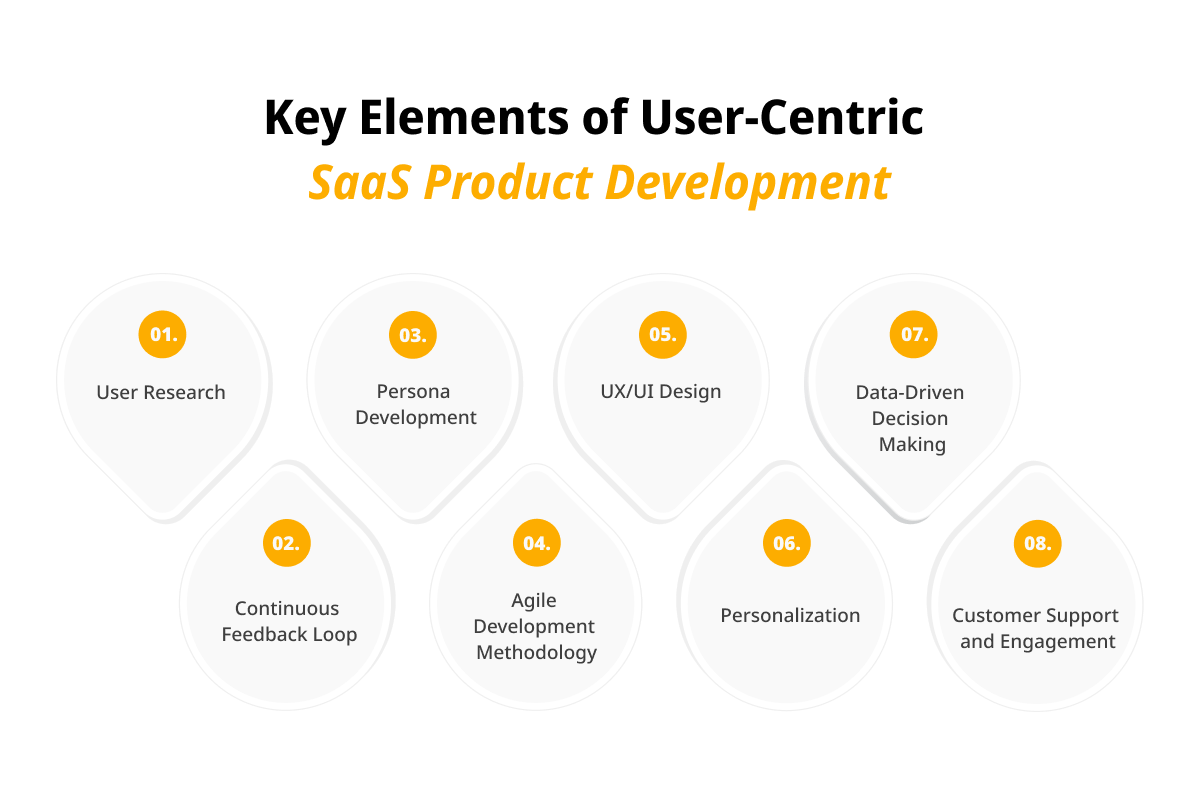 Key Elements of User-Centric
SaaS Product Development
01.
User Research
02.
Continuous
Feedback Loop
03.
Persona
Development
04.
Agile
Development
Methodology
05.
UX/UI Design
06.
Personalization
07.
Data-Driven
Decision
Making
08.
Customer Support
and Engagement